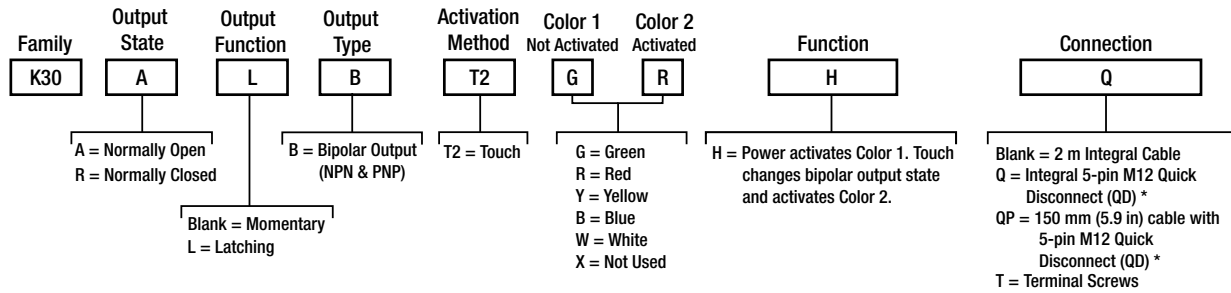 Family
Output
State
Output
Function
Output
Type
Activation
Method
Color 1
Not Activated
Color 2
Activated
Function
Connection
K30
A
L
B
T2
G
R
H
Q
A = Normally Open
R = Normally Closed
Blank = Momentary
L = Latching
B = Bipolar Output
(NPN & PNP)
T2 = Touch
G = Green
R = Red
Y = Yellow
B = Blue
W = White
X = Not Used
H = Power activates Color 1. Touch
changes bipolar output state
and activates Color 2.
Blank = 2 m Integral Cable
Q = Integral 5-pin M12 Quick
Disconnect (QD) *
QP = 150 mm (5.9 in) cable with
5-pin M12 Quick
Disconnect (QD) *
T = Terminal Screws